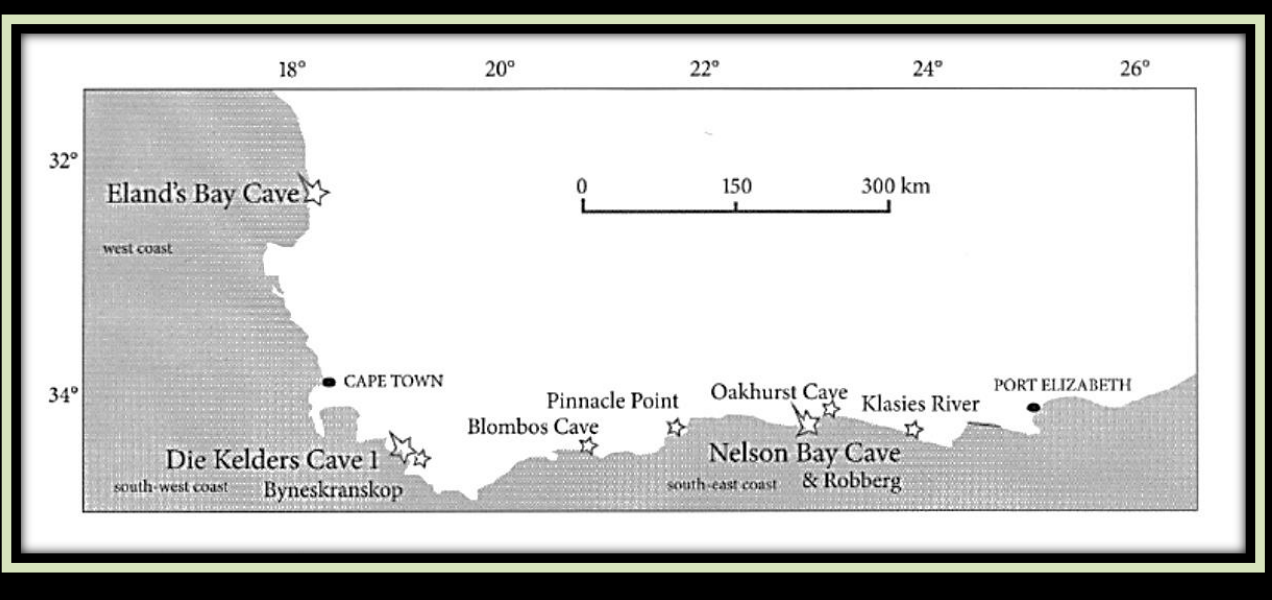 18° 20° 22° 24° 26°
32°
0 150 300 km
Eland's Bay Cave
west coast
CAPE TOWN
34°
PORT ELIZABETH
Oakhurst Cave
Pinnacle Point
Klasies River
Blombos Cave
Nelson Bay Cave
& Robberg
Die Kelders Cave 1
south-west coast
Byneskranskop
south-east coast